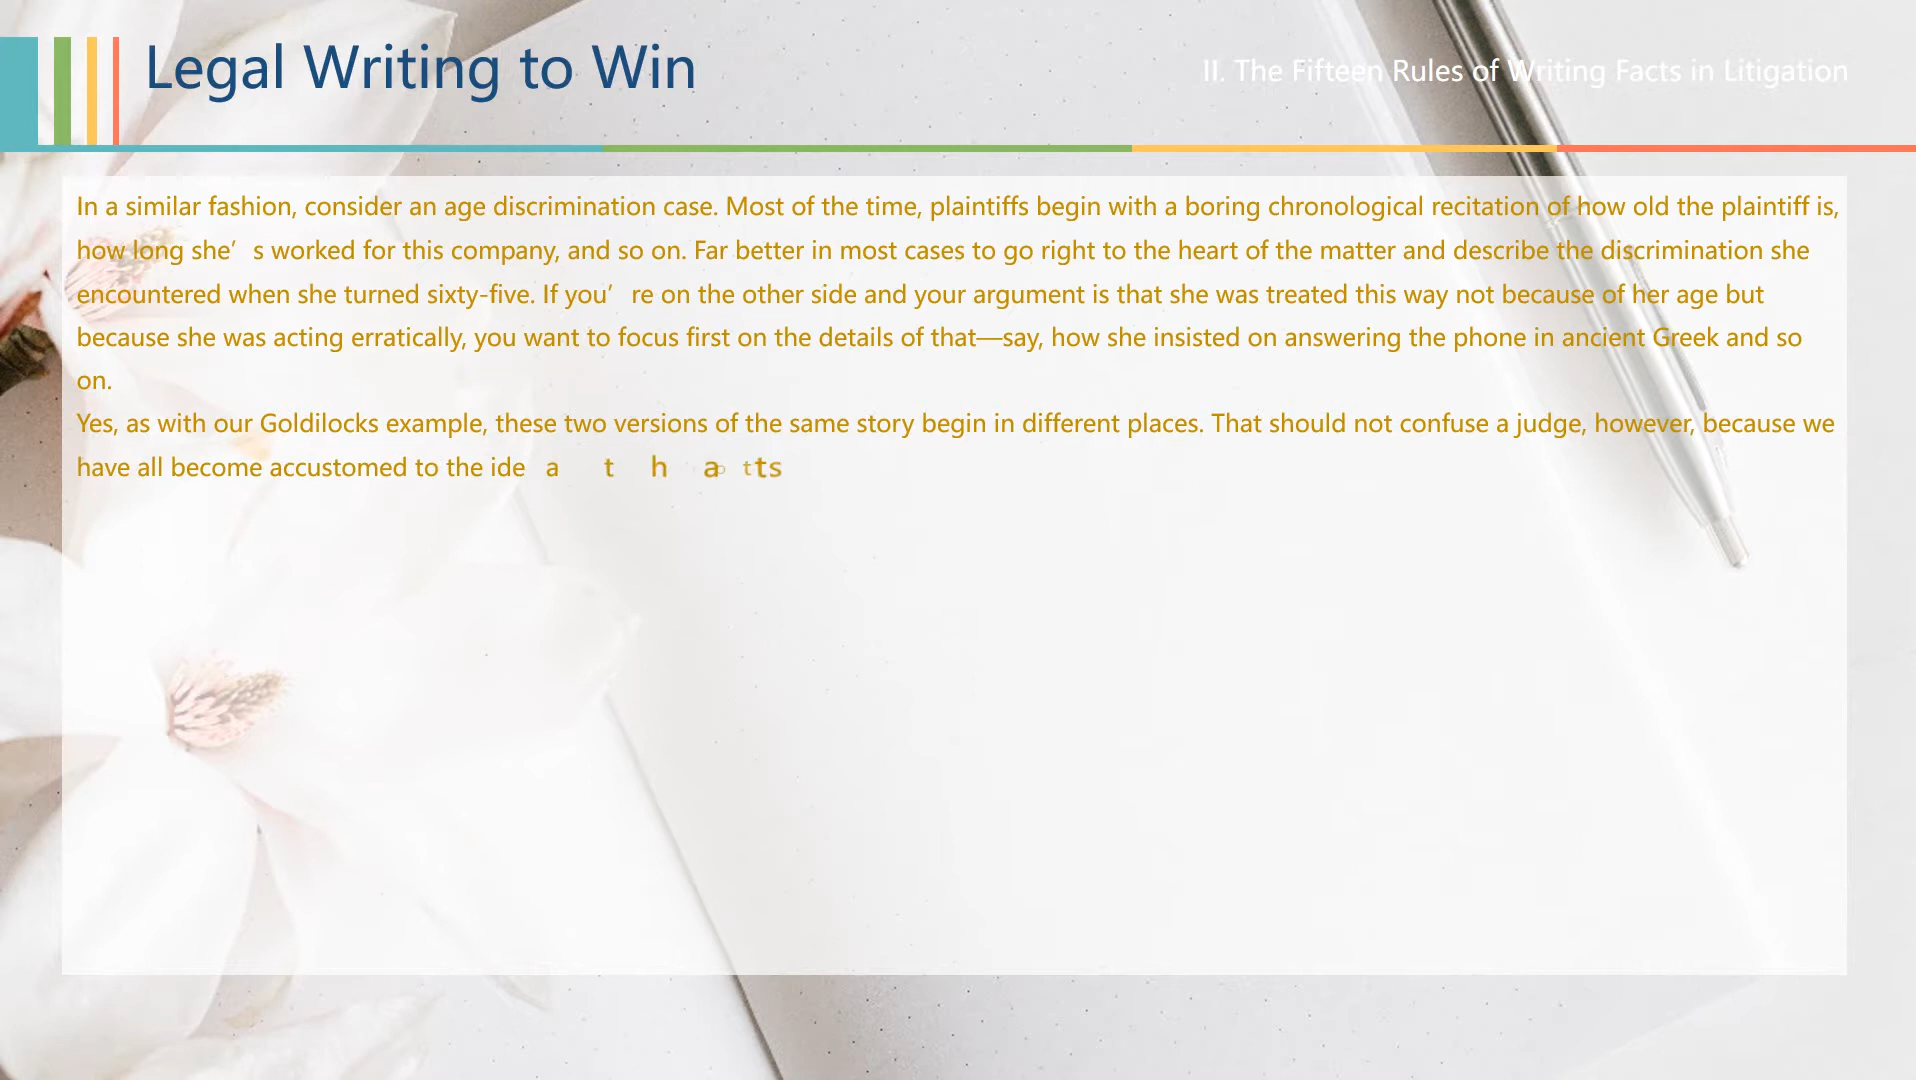 Legal Writing to Win
II. The Fifteen Rules of Writing Facts in Litigation
In a similar fashion, consider an age discrimination case. Most of the time, plaintiffs begin with a boring chronological recitation of how old the plaintiff is,
how long she’s worked for this company, and so on. Far better in most cases to go right to the heart of the matter and describe the discrimination she
encountered when she turned sixty-five. If you’re on the other side and your argument is that she was treated this way not because of her age but
because she was acting erratically, you want to focus first on the details of that—say, how she insisted on answering the phone in ancient Greek and so
on.
Yes, as with our Goldilocks example, these two versions of the same story begin in different places. That should not confuse a judge, however, because we
have all become accustomed to the idea